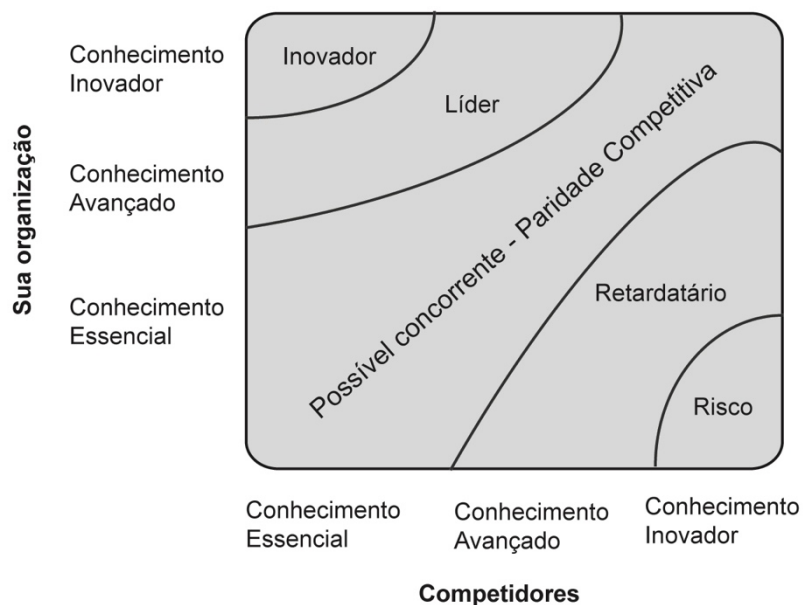 Sua organização
Conhecimento
Inovador
Conhecimento
Avançado
Conhecimento
Essencial
Inovador
Líder
Possível concorrente - Paridade Competitiva
Retardatário
Risco
Conhecimento
Essencial
Conhecimento
Avançado
Conhecimento
Inovador
Competidores